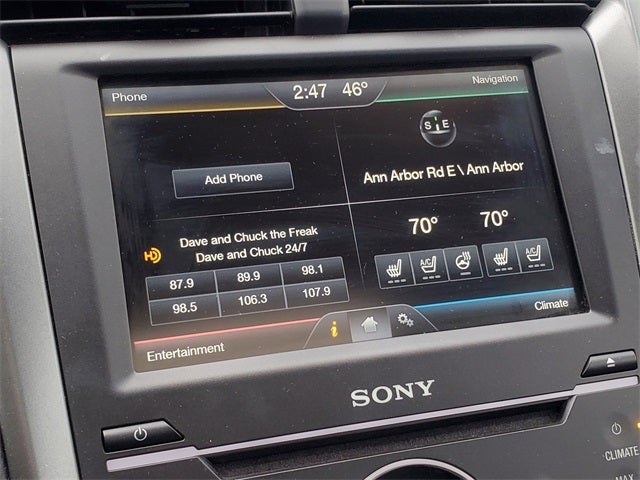 Phone
2:47 46°
Navigation
S E
Add Phone
Ann Arbor Rd E \ Ann Arbor
Dave and Chuck the Freak
Dave and Chuck 24/7
HD
87.9 89.9 98.1
98.5 106.3 107.9
70° 70°
A/C A/C
Entertainment
i
Climate
SONY
CLIMATE
MAX